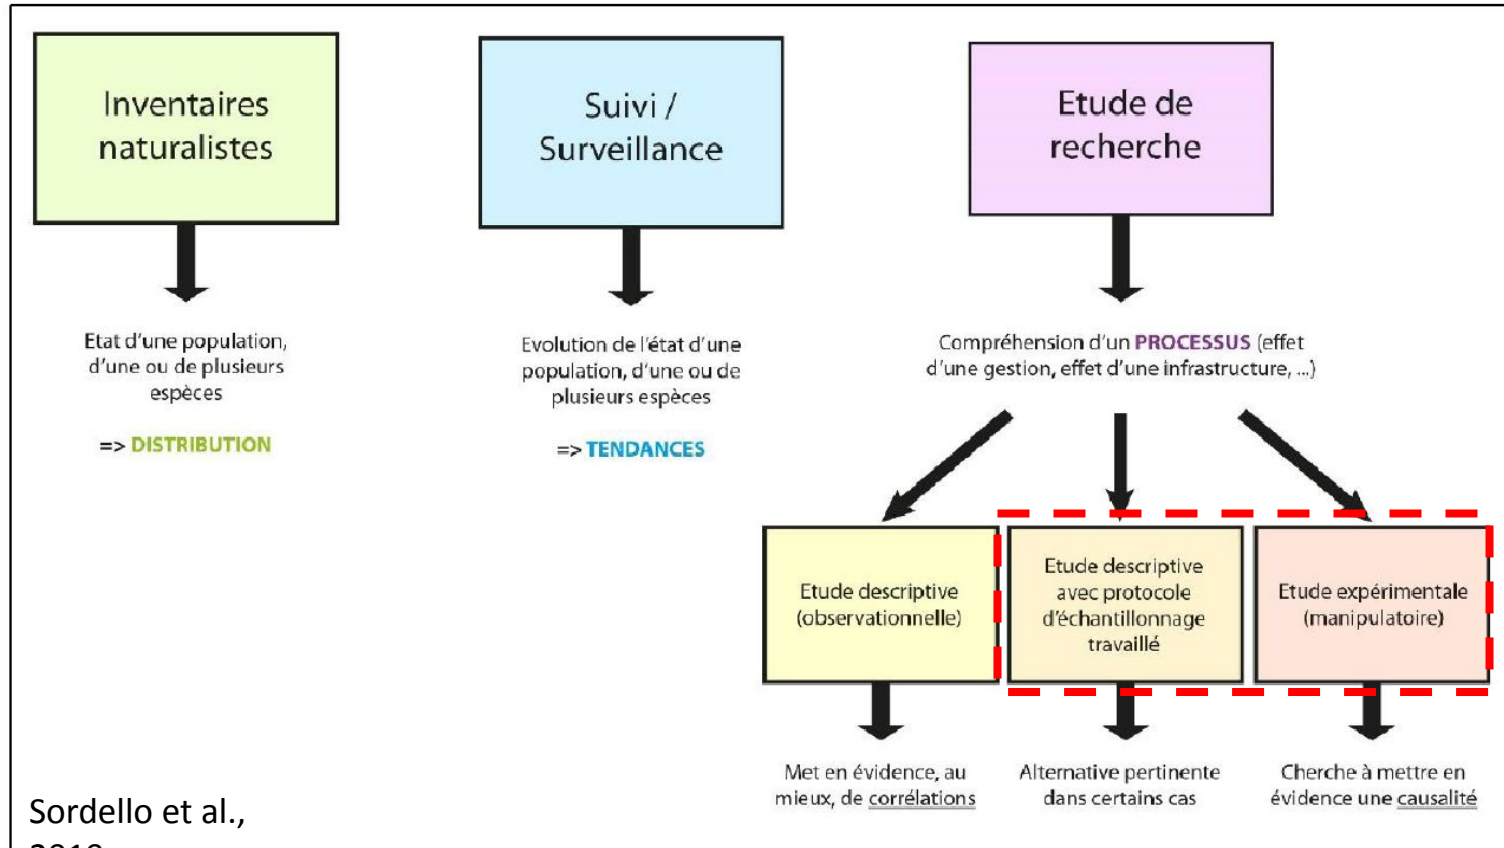 Inventaires
naturalistes
Suivi /
Surveillance
Etude de
recherche
Etat d'une population,
d'une ou de plusieurs
espèces
=> DISTRIBUTION
Evolution de l'état d'une
population, d'une ou de
plusieurs espèces
=> TENDANCES
Compréhension d'un PROCESSUS (effet
d'une gestion, effet d'une infrastructure, ...)
Etude descriptive
(observationnelle)
Etude descriptive
avec protocole
d'échantillonnage
travaillé
Etude expérimentale
(manipulatoire)
Met en évidence, au
mieux, de corrélations
Alternative pertinente
dans certains cas
Cherche à mettre en
évidence une causalité
Sordello et al.,